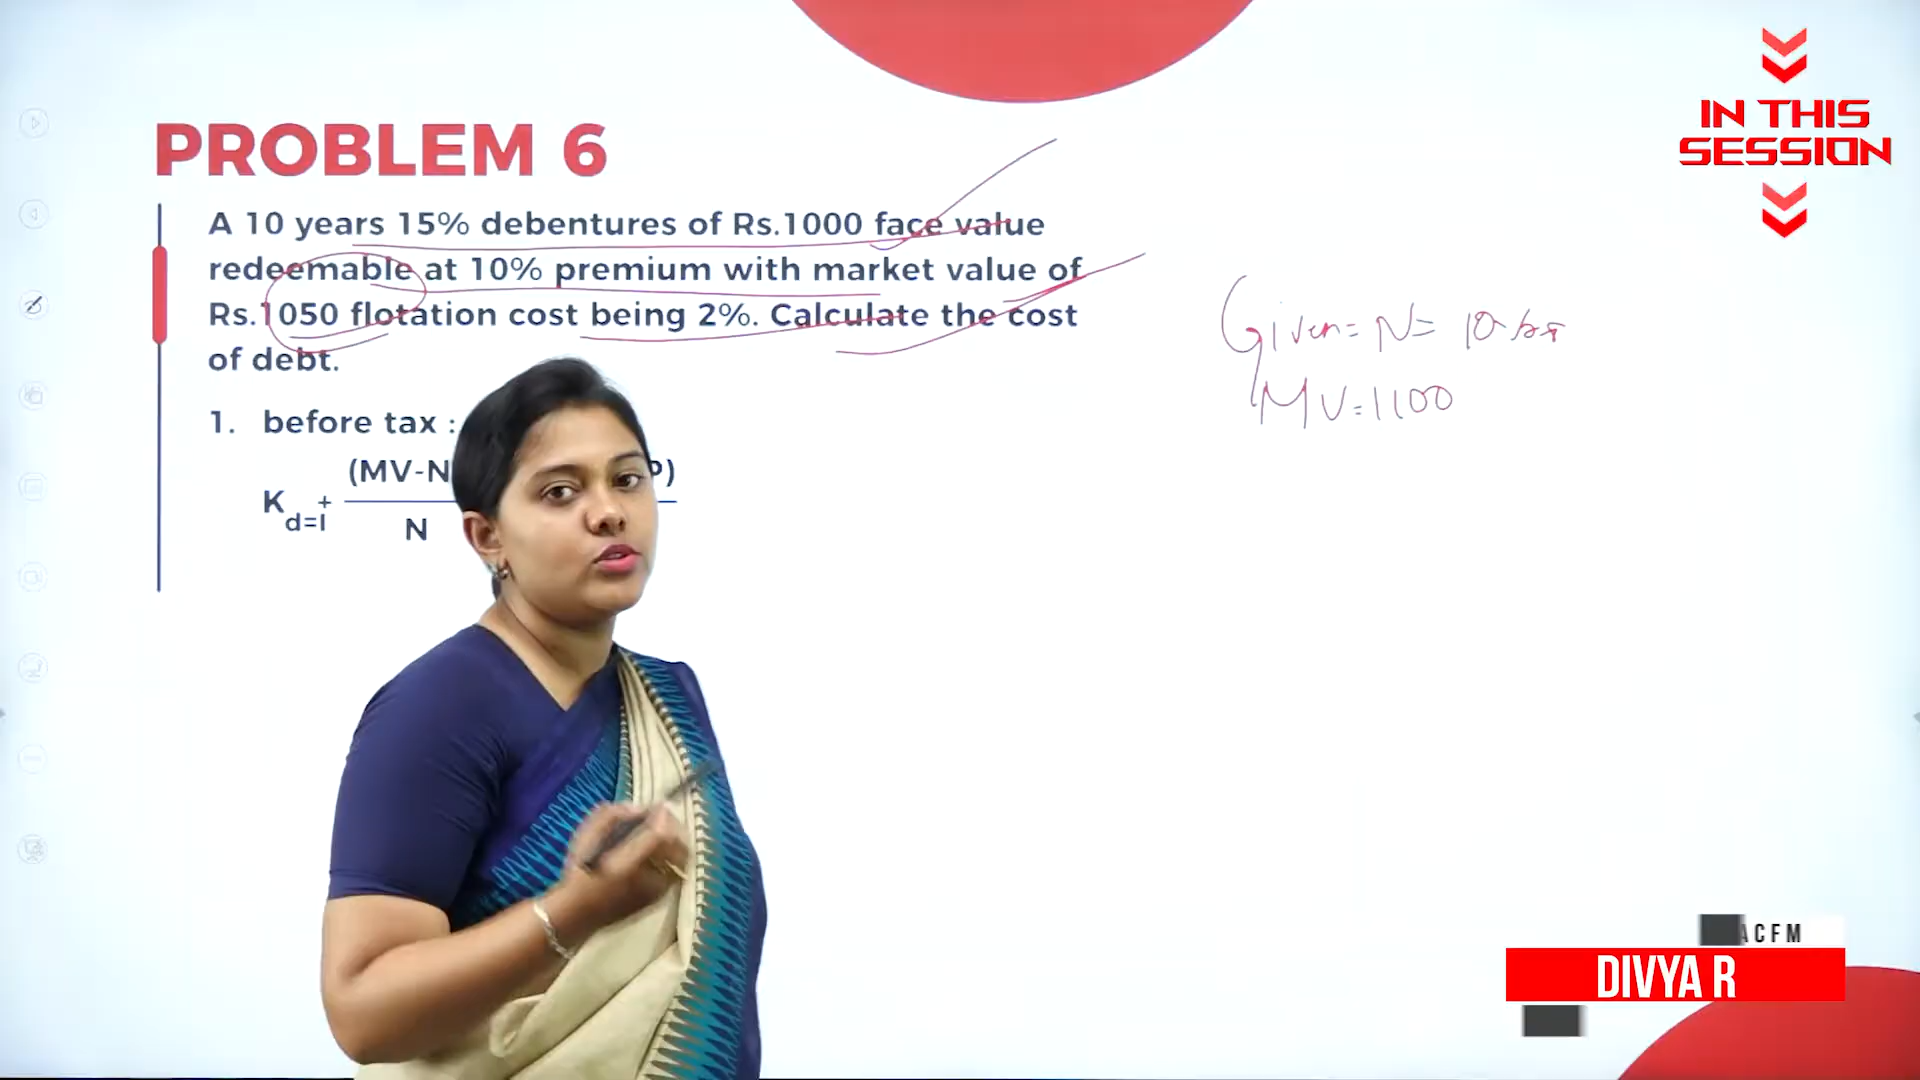 IN THIS
SESSION
PROBLEM 6
A 10 years 15% debentures of Rs.1000 face value
redeemable at 10% premium with market value of
Rs.1050 flotation cost being 2%. Calculate the cost
of debt.
1. before tax :
(MV-N P)
K d=I + N
Given= N= 10
MV=1100
ACFM
DIVYA R